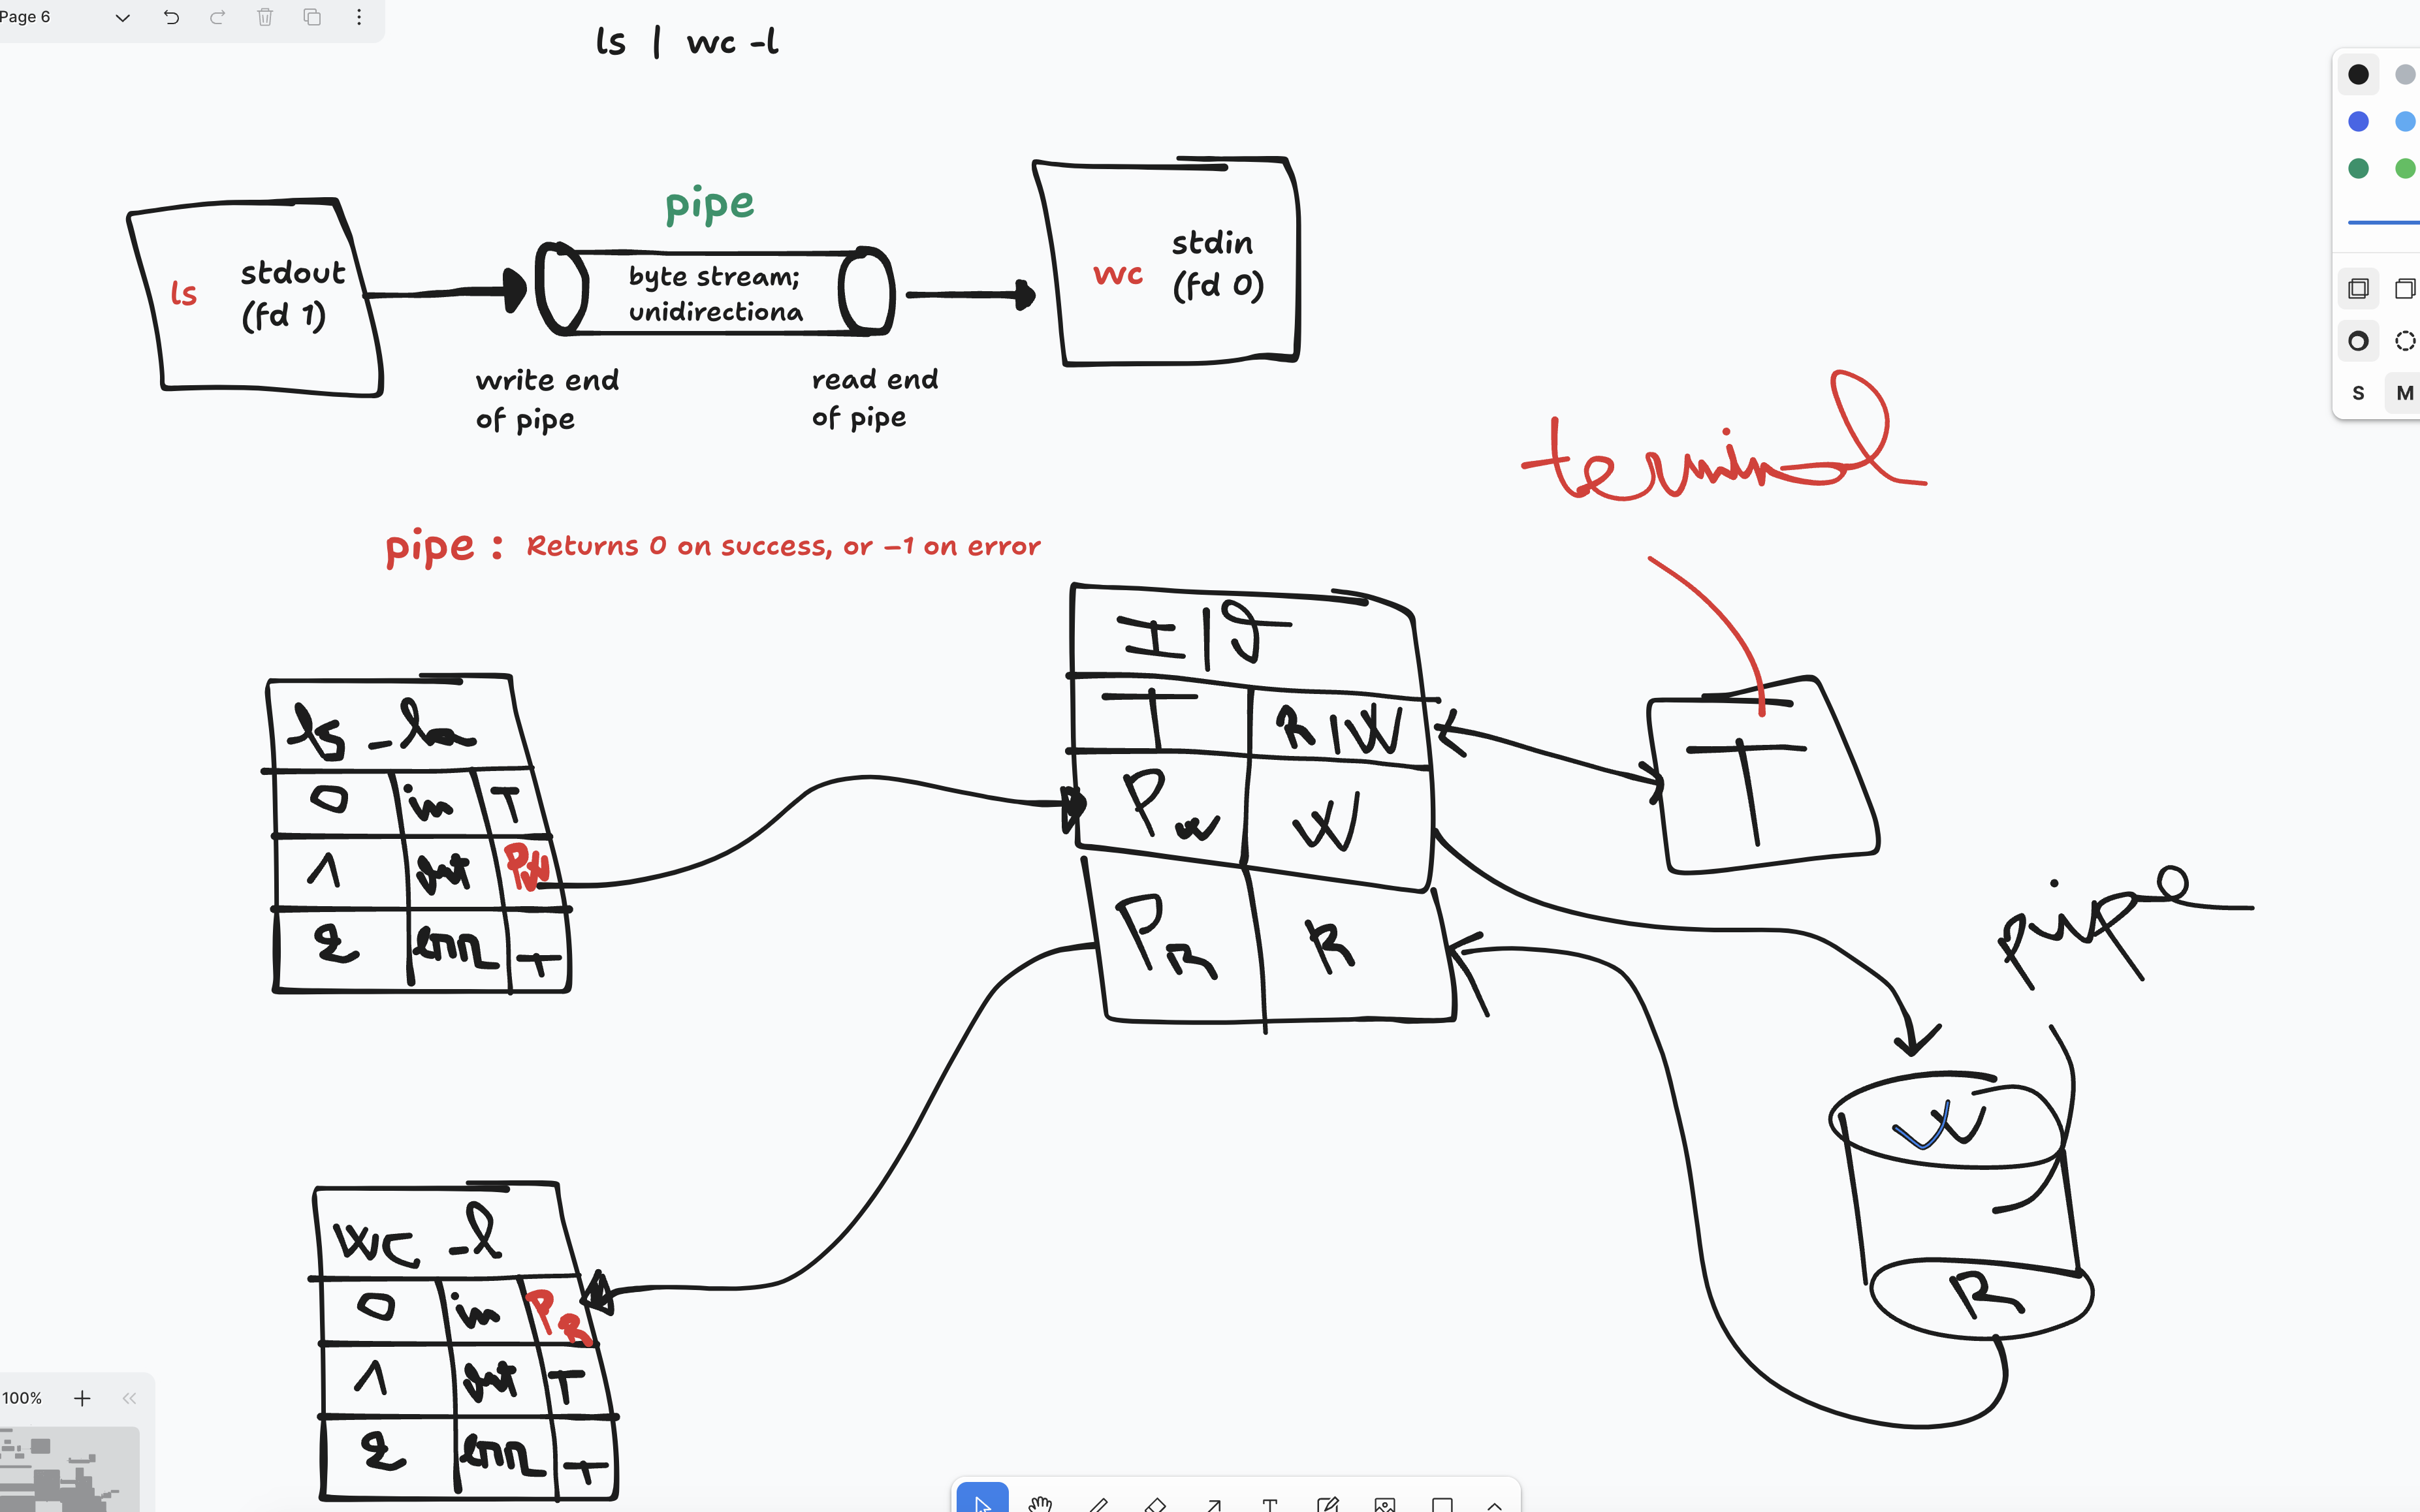 Page 6
ls | wc -l
pipe
ls
stdout
(fd 1)
byte stream;
unidirectiona
wc
stdin
(fd 0)
write end
of pipe
read end
of pipe
S
M
terminal
pipe : Returns 0 on success, or -1 on error
T R/W
T
Pw W
PR R
0 in T
1 out PW
2 err T
pipe
W
R
wc -l
0 in PR
1 out T
2 err T
100%